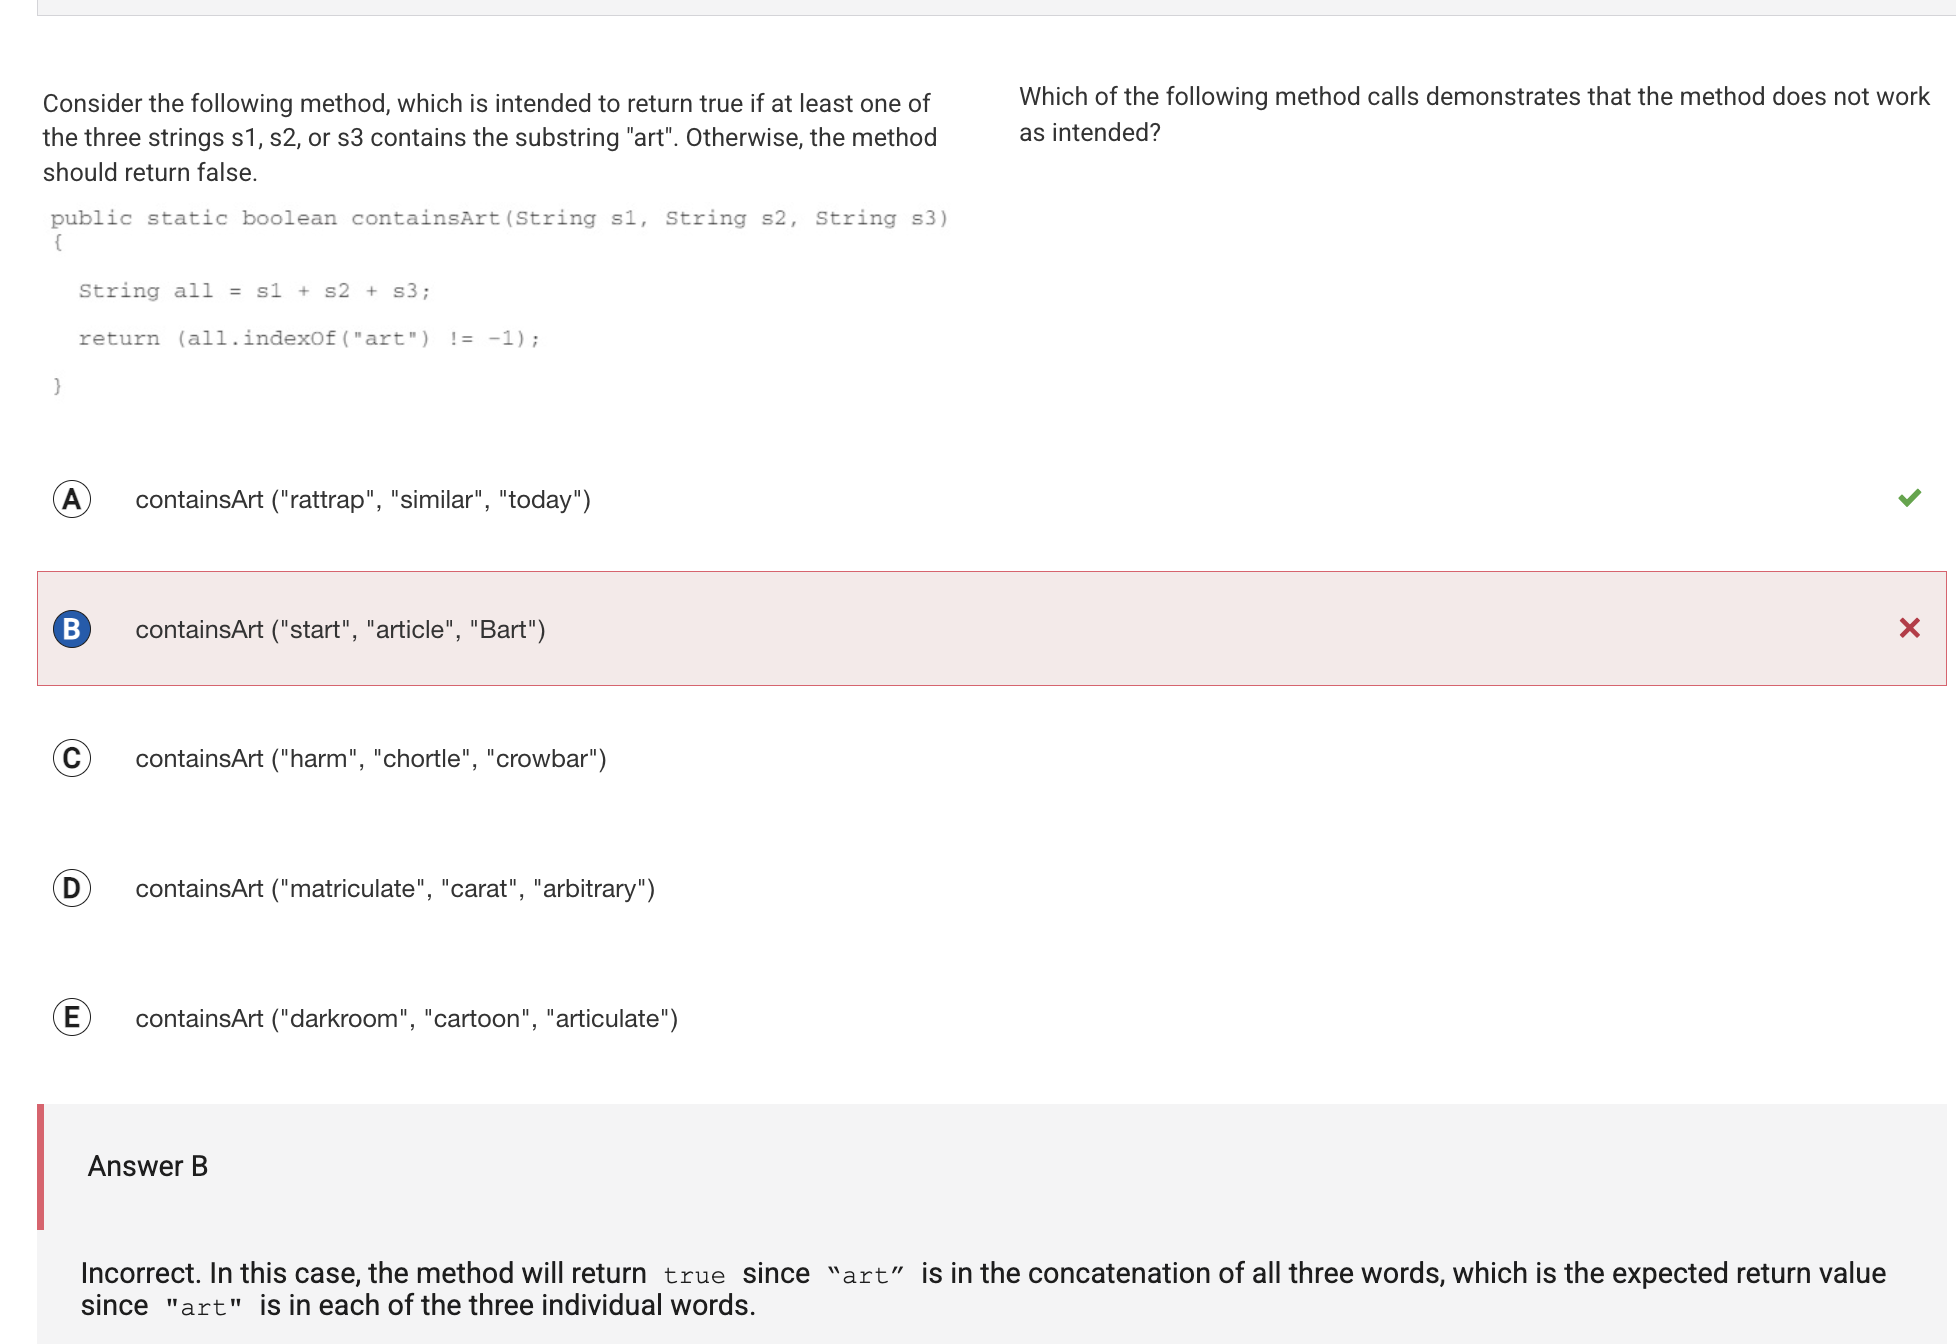 Consider the following method, which is intended to return true if at least one of
the three strings s1, s2, or s3 contains the substring "art". Otherwise, the method
should return false.
public static boolean containsArt(String s1, String s2, String s3)
{
String all = s1 + s2 + s3;
return (all.indexOf("art") != -1);
}
Which of the following method calls demonstrates that the method does not work
as intended?
A containsArt ("rattrap", "similar", "today")
B containsArt ("start", "article", "Bart")
C containsArt ("harm", "chortle", "crowbar")
D containsArt ("matriculate", "carat", "arbitrary")
E containsArt ("darkroom", "cartoon", "articulate")
Answer B
Incorrect. In this case, the method will return true since “art” is in the concatenation of all three words, which is the expected return value
since "art" is in each of the three individual words.